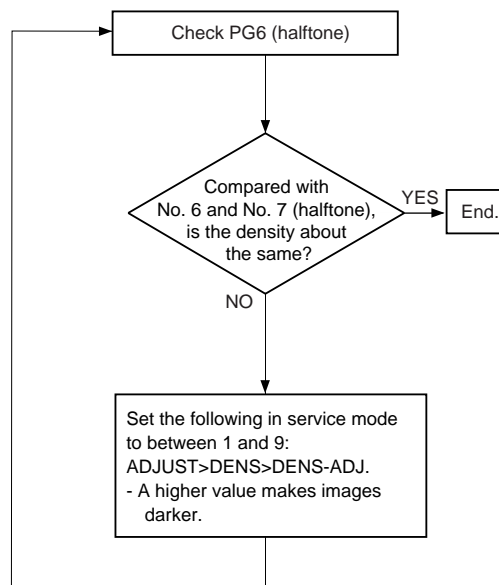 Check PG6 (halftone)
Compared with
No. 6 and No. 7 (halftone),
is the density about
the same?
YES
End.
NO
Set the following in service mode
to between 1 and 9:
ADJUST>DENS>DENS-ADJ.
- A higher value makes images
darker.